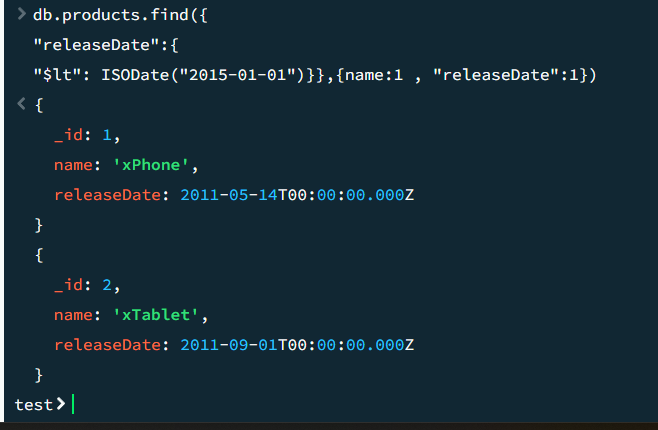 > db.products.find({
"releaseDate":{
"$lt": ISODate("2015-01-01")}},{name:1 , "releaseDate":1})
< {
_id: 1,
name: 'xPhone',
releaseDate: 2011-05-14T00:00:00.000Z
}
{
_id: 2,
name: 'xTablet',
releaseDate: 2011-09-01T00:00:00.000Z
}
test>